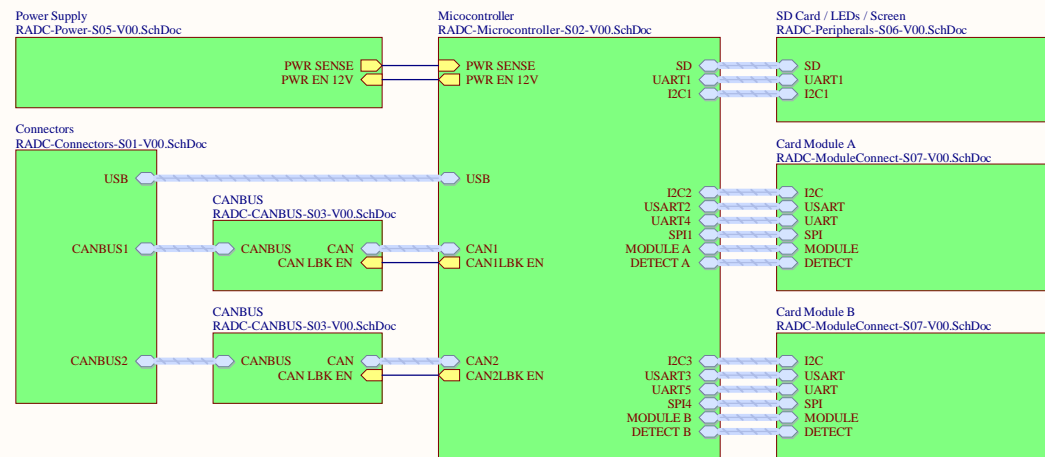 Power Supply
RADC-Power-S05-V00.SchDoc
PWR SENSE
PWR EN 12V
Connectors
RADC-Connectors-S01-V00.SchDoc
USB
CANBUS1
CANBUS2
CANBUS
RADC-CANBUS-S03-V00.SchDoc
CANBUS CAN
CAN LBK EN
CANBUS
RADC-CANBUS-S03-V00.SchDoc
CANBUS CAN
CAN LBK EN
Micocontroller
RADC-Microcontroller-S02-V00.SchDoc
PWR SENSE
PWR EN 12V
USB
CAN1
CAN1LBK EN
CAN2
CAN2LBK EN
SD
UART1
I2C1
I2C2
USART2
UART4
SPI1
MODULE A
DETECT A
I2C3
USART3
UART5
SPI4
MODULE B
DETECT B
SD Card / LEDs / Screen
RADC-Peripherals-S06-V00.SchDoc
SD
UART1
I2C1
Card Module A
RADC-ModuleConnect-S07-V00.SchDoc
I2C
USART
UART
SPI
MODULE
DETECT
Card Module B
RADC-ModuleConnect-S07-V00.SchDoc
I2C
USART
UART
SPI
MODULE
DETECT